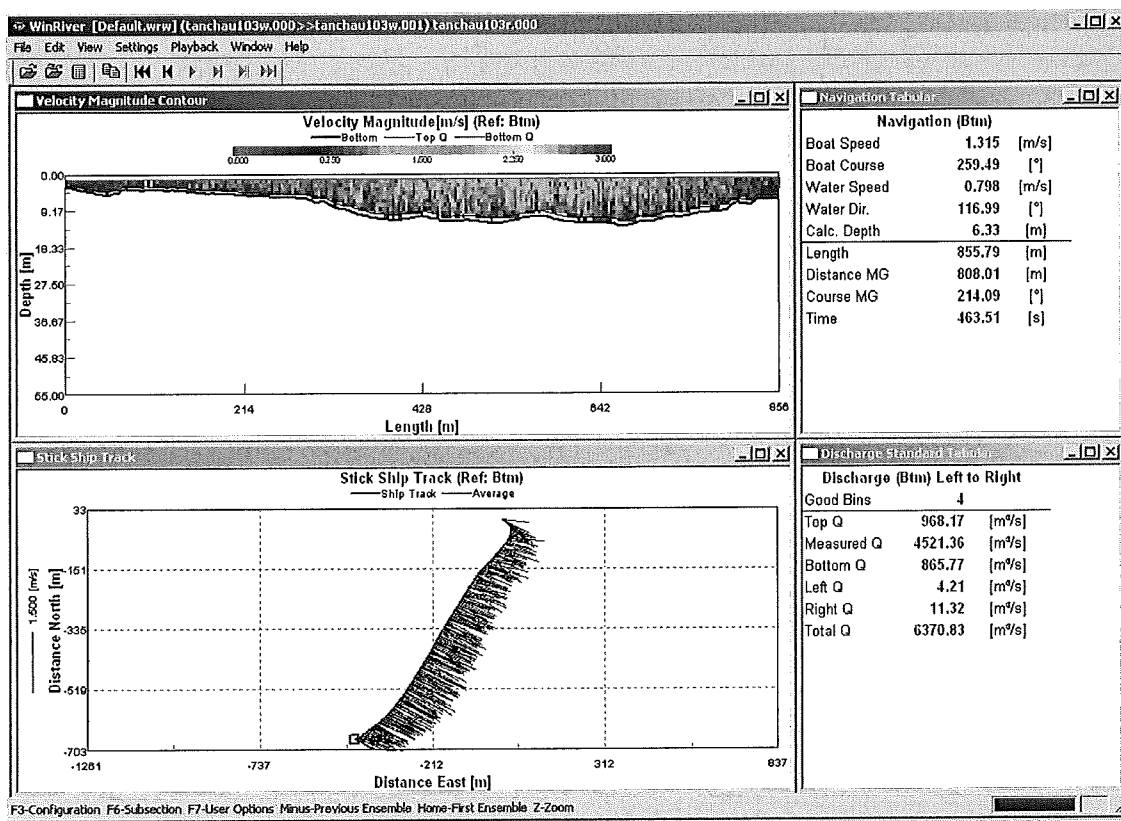 WinRiver [Default.wrw] (tanchau103w.000>>tanchau103w.001) tanchau103r.000
File Edit View Settings Playback Window Help
Velocity Magnitude Contour
Velocity Magnitude[m/s] (Ref: Btm)
Bottom Top Q Bottom Q
0.000 1.000 3.000
0.00
9.17
18.33
27.50
36.67
45.83
55.00
Depth [m]
0 214 428 642 856
Length [m]
Navigation Tabular
Navigation (Btm)
Boat Speed 1.315 [m/s]
Boat Course 259.49 [°]
Water Speed 0.798 [m/s]
Water Dir. 116.99 [°]
Calc. Depth 6.33 [m]
Length 855.79 [m]
Distance MG 808.01 [m]
Course MG 214.09 [°]
Time 463.51 [s]
Stick Ship Track
Stick Ship Track (Ref: Btm)
Ship Track Average
33
-151
-335
-519
-703
1.500 [m/s]
Distance North [m]
-1261 -737 -212 312 837
Distance East [m]
Discharge Standard Tabular
Discharge (Btm) Left to Right
Good Bins 4
Top Q 968.17 [m³/s]
Measured Q 4521.36 [m³/s]
Bottom Q 865.77 [m³/s]
Left Q 4.21 [m³/s]
Right Q 11.32 [m³/s]
Total Q 6370.83 [m³/s]
F3-Configuration F6-Subsection F7-User Options Minus-Previous Ensemble Home-First Ensemble Z-Zoom